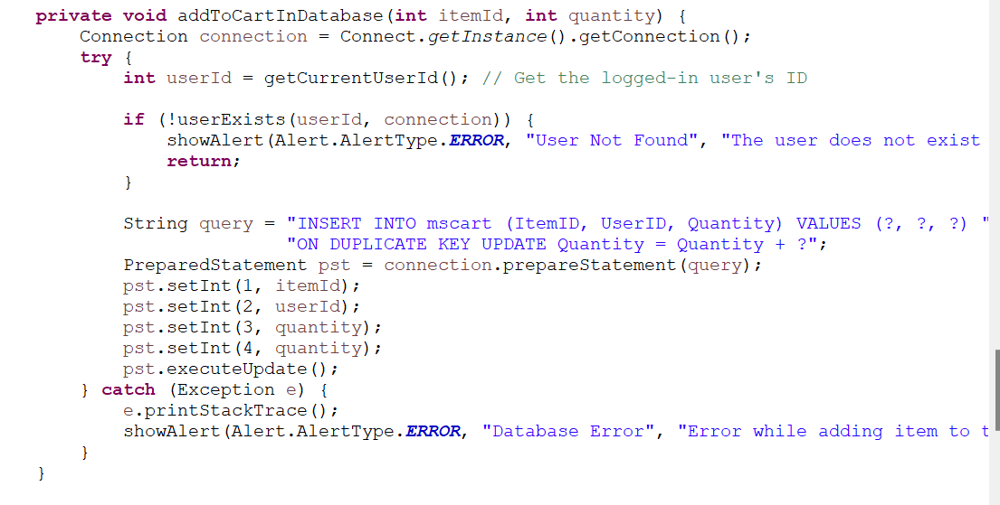 private void addToCartInDatabase(int itemId, int quantity) {
    Connection connection = Connect.getInstance().getConnection();
    try {
        int userId = getCurrentUserId(); // Get the logged-in user's ID

        if (!userExists(userId, connection)) {
            showAlert(Alert.AlertType.ERROR, "User Not Found", "The user does not exist
            return;
        }

        String query = "INSERT INTO mscart (ItemID, UserID, Quantity) VALUES (?, ?, ?) "
                       "ON DUPLICATE KEY UPDATE Quantity = Quantity + ?";
        PreparedStatement pst = connection.prepareStatement(query);
        pst.setInt(1, itemId);
        pst.setInt(2, userId);
        pst.setInt(3, quantity);
        pst.setInt(4, quantity);
        pst.executeUpdate();
    } catch (Exception e) {
        e.printStackTrace();
        showAlert(Alert.AlertType.ERROR, "Database Error", "Error while adding item to t
    }
}